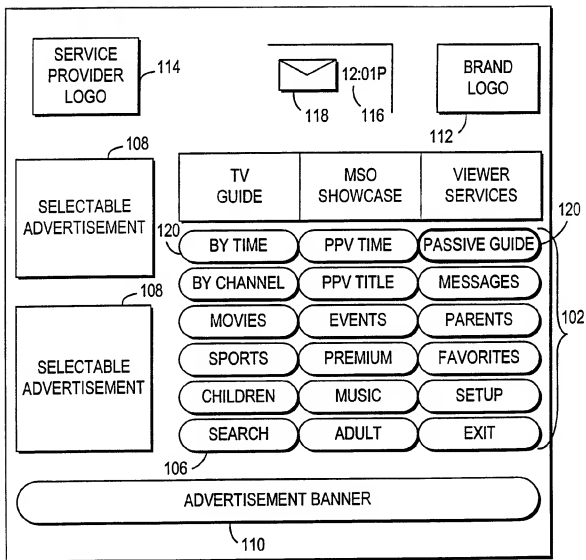 SERVICE
PROVIDER
LOGO
114
118
12:01P
116
BRAND
LOGO
112
108
SELECTABLE
ADVERTISEMENT
108
SELECTABLE
ADVERTISEMENT
TV
GUIDE
MSO
SHOWCASE
VIEWER
SERVICES
120
BY TIME
PPV TIME
PASSIVE GUIDE
120
BY CHANNEL
PPV TITLE
MESSAGES
MOVIES
EVENTS
PARENTS
102
SPORTS
PREMIUM
FAVORITES
CHILDREN
MUSIC
SETUP
SEARCH
ADULT
EXIT
106
ADVERTISEMENT BANNER
110